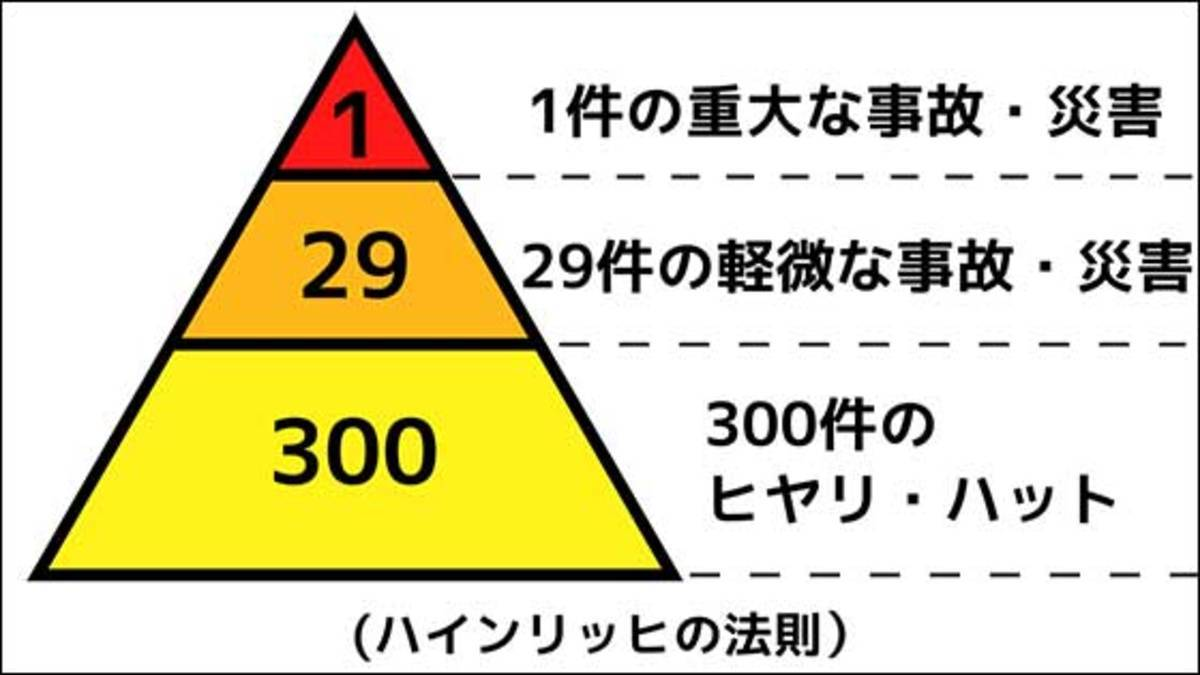 1
1件の重大な事故・災害
29
29件の軽微な事故・災害
300
300件の
ヒヤリ・ハット
(ハインリッヒの法則)